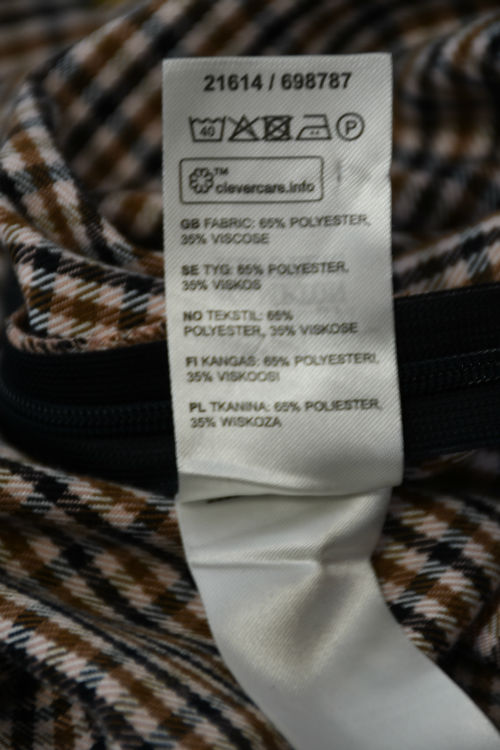 21614 / 698787
40 P
TM
clevercare.info
GB FABRIC: 65% POLYESTER,
35% VISCOSE
SE TYG: 65% POLYESTER,
35% VISKOS
NO TEKSTIL: 65%
POLYESTER, 35% VISKOSE
FI KANGAS: 65% POLYESTERI,
35% VISKOOSI
PL TKANINA: 65% POLIESTER,
35% WISKOZA